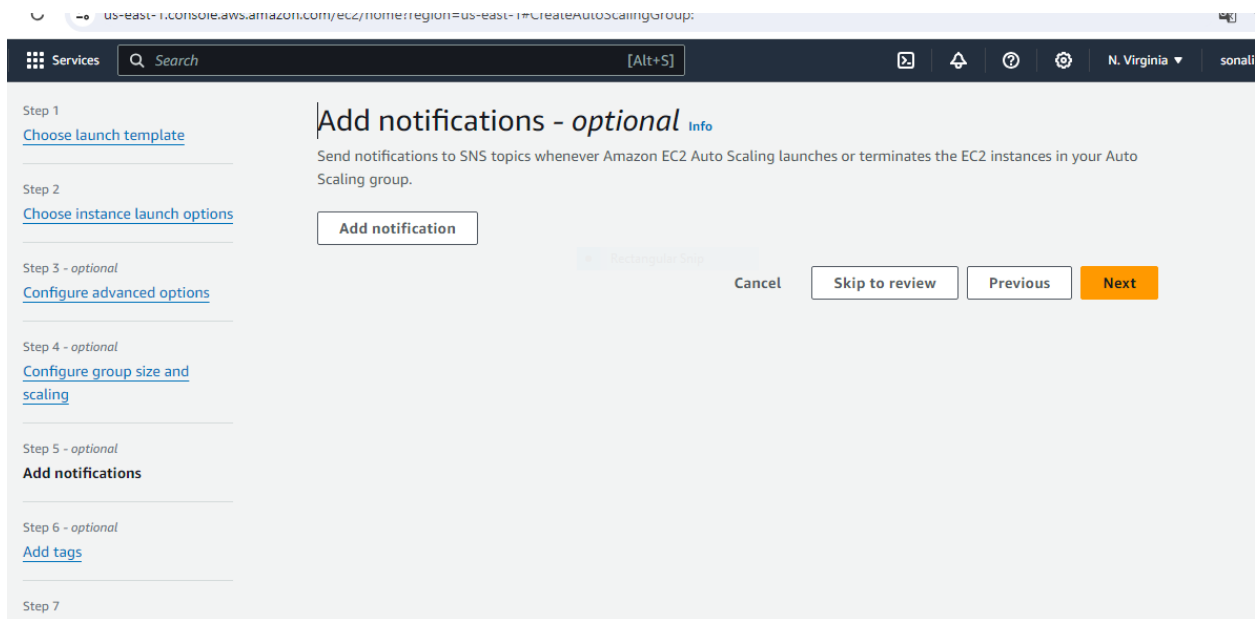 us-east-1.console.aws.amazon.com/ec2/home?region=us-east-1#CreateAutoScalingGroup:
Services
Search
[Alt+S]
N. Virginia
sonali
Step 1
Choose launch template
Step 2
Choose instance launch options
Step 3 - optional
Configure advanced options
Step 4 - optional
Configure group size and
scaling
Step 5 - optional
Add notifications
Step 6 - optional
Add tags
Step 7
Add notifications - optional Info
Send notifications to SNS topics whenever Amazon EC2 Auto Scaling launches or terminates the EC2 instances in your Auto
Scaling group.
Add notification
Rectangular Snip
Cancel
Skip to review
Previous
Next